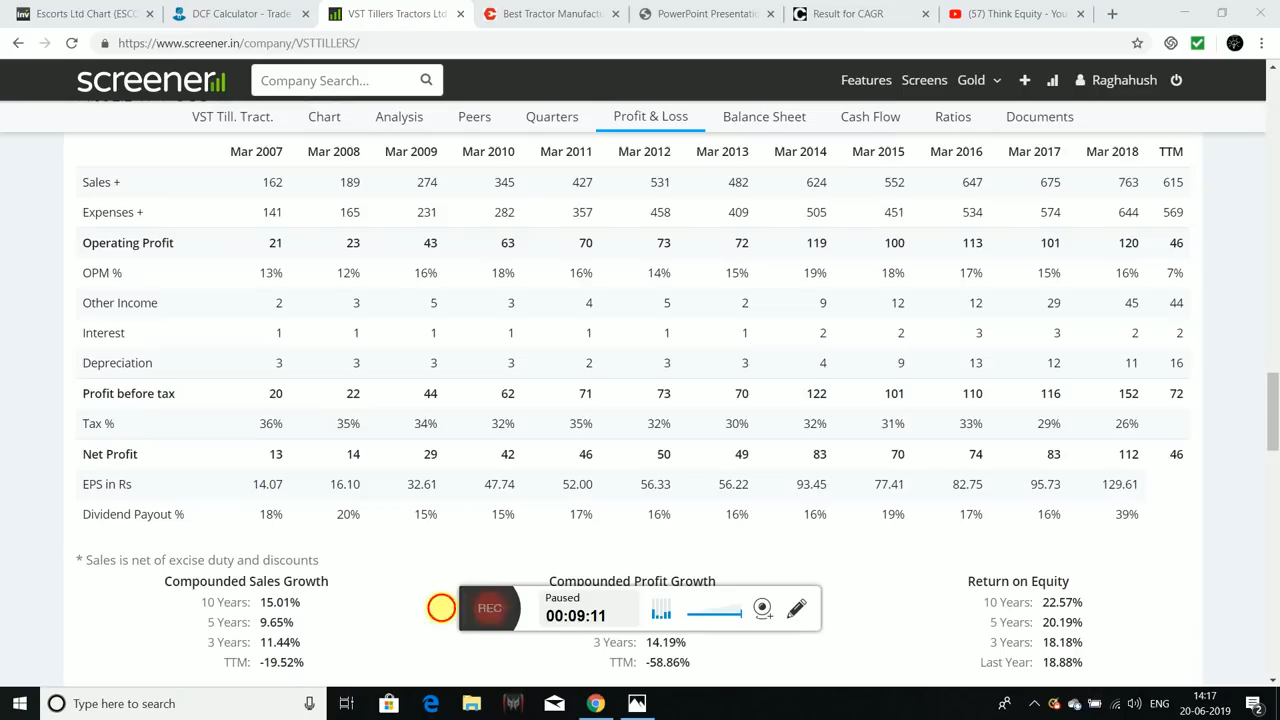 Escorts Ltd Chart (ESC
DCF Calculator - Trade
VST Tillers Tractors Ltd
Best Tractor Manufactu
PowerPoint Presentatio
Result for CAGR
(57) Think Equity - You
https://www.screener.in/company/VSTTILLERS/
screener
Company Search...
Features Screens Gold Raghahush
VST Till. Tract. Chart Analysis Peers Quarters Profit & Loss Balance Sheet Cash Flow Ratios Documents
Mar 2007 Mar 2008 Mar 2009 Mar 2010 Mar 2011 Mar 2012 Mar 2013 Mar 2014 Mar 2015 Mar 2016 Mar 2017 Mar 2018 TTM
Sales + 162 189 274 345 427 531 482 624 552 647 675 763 615
Expenses + 141 165 231 282 357 458 409 505 451 534 574 644 569
Operating Profit 21 23 43 63 70 73 72 119 100 113 101 120 46
OPM % 13% 12% 16% 18% 16% 14% 15% 19% 18% 17% 15% 16% 7%
Other Income 2 3 5 3 4 5 2 9 12 12 29 45 44
Interest 1 1 1 1 1 1 1 2 2 3 3 2 2
Depreciation 3 3 3 3 2 3 3 4 9 13 12 11 16
Profit before tax 20 22 44 62 71 73 70 122 101 110 116 152 72
Tax % 36% 35% 34% 32% 35% 32% 30% 32% 31% 33% 29% 26%
Net Profit 13 14 29 42 46 50 49 83 70 74 83 112 46
EPS in Rs 14.07 16.10 32.61 47.74 52.00 56.33 56.22 93.45 77.41 82.75 95.73 129.61
Dividend Payout % 18% 20% 15% 15% 17% 16% 16% 16% 19% 17% 16% 39%
* Sales is net of excise duty and discounts
Compounded Sales Growth
10 Years: 15.01%
5 Years: 9.65%
3 Years: 11.44%
TTM: -19.52%
Compounded Profit Growth
REC
Paused
00:09:11
3 Years: 14.19%
TTM: -58.86%
Return on Equity
10 Years: 22.57%
5 Years: 20.19%
3 Years: 18.18%
Last Year: 18.88%
Type here to search
ENG
14:17
20-06-2019
2